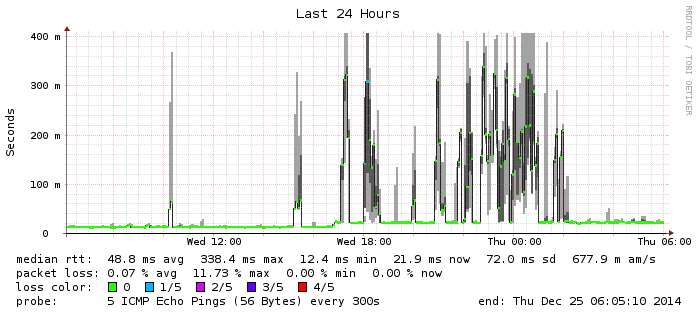 Last 24 Hours
RRDTOOL / TOBI OETIKER
Seconds
400 m
300 m
200 m
100 m
0
Wed 12:00 Wed 18:00 Thu 00:00 Thu 06:00
median rtt: 48.8 ms avg 338.4 ms max 12.4 ms min 21.9 ms now 72.0 ms sd 677.9 m am/s
packet loss: 0.07 % avg 11.73 % max 0.00 % min 0.00 % now
loss color: 0 1/5 2/5 3/5 4/5
probe: 5 ICMP Echo Pings (56 Bytes) every 300s end: Thu Dec 25 06:05:10 2014